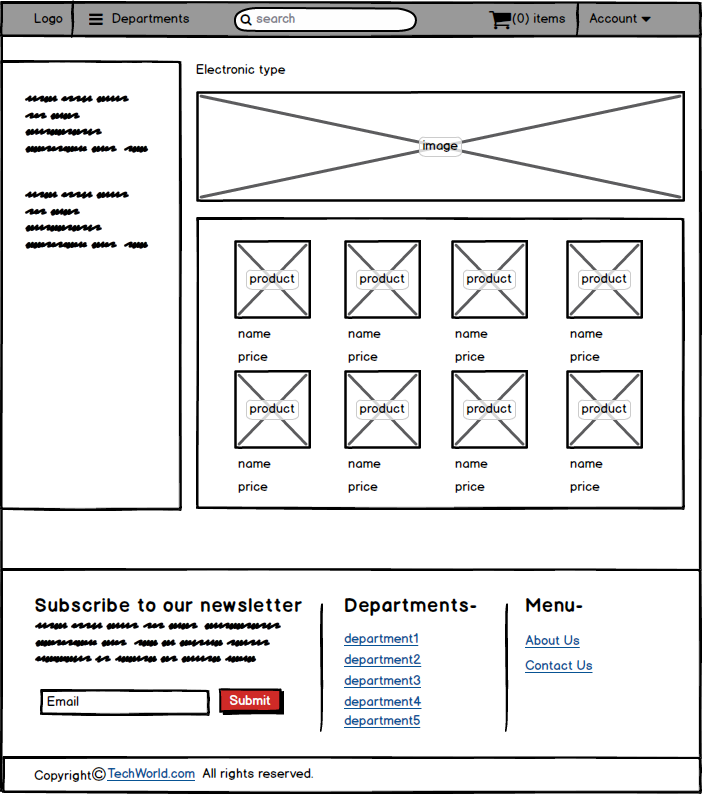 Logo Departments search (0) items Account
Electronic type
image
product product product product
name name name name
price price price price
product product product product
name name name name
price price price price
Subscribe to our newsletter
Email Submit
Departments-
department1
department2
department3
department4
department5
Menu-
About Us
Contact Us
Copyright© TechWorld.com All rights reserved.